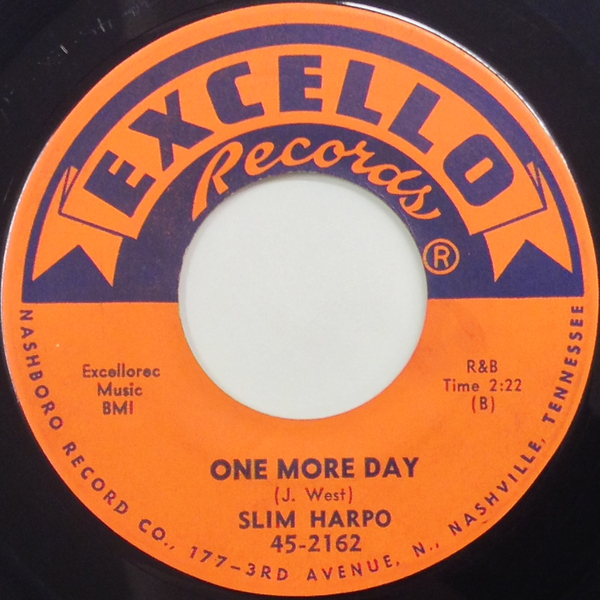 EXCELLO
Records
®
Excellorec
Music
BMI
R&B
Time 2:22
(B)
ONE MORE DAY
(J. West)
SLIM HARPO
45-2162
NASHBORO RECORD CO., 177-3RD AVENUE, N., NASHVILLE, TENNESSEE